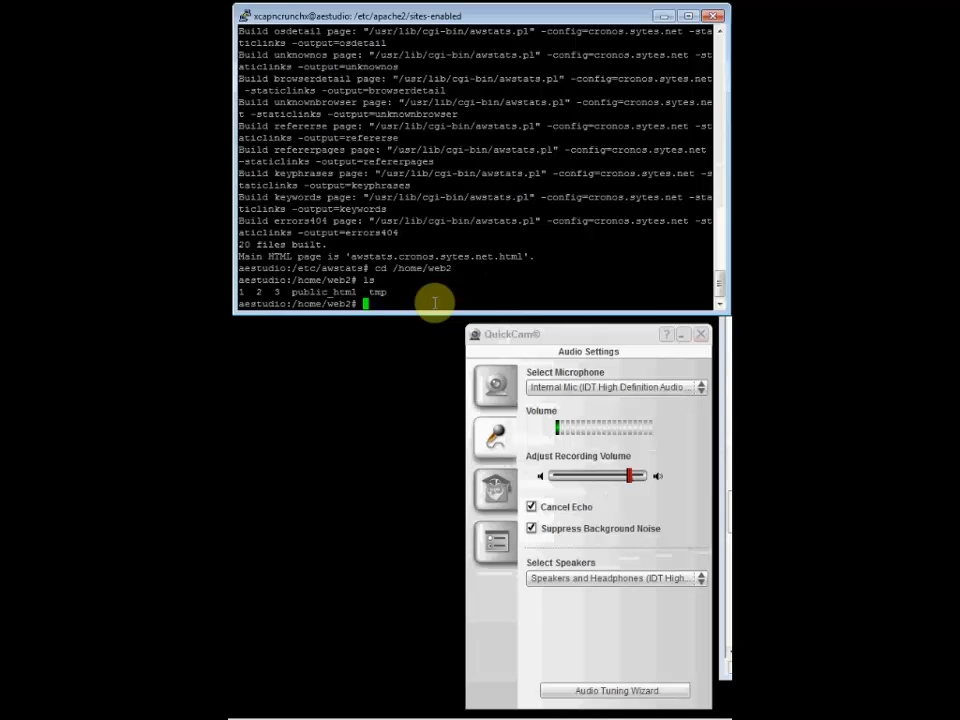 xcapncrunchx@aestudio: /etc/apache2/sites-enabled
Build osdetail page: "/usr/lib/cgi-bin/awstats.pl" -config=cronos.sytes.net -sta
ticlinks -output=osdetail
Build unknownos page: "/usr/lib/cgi-bin/awstats.pl" -config=cronos.sytes.net -st
aticlinks -output=unknownos
Build browserdetail page: "/usr/lib/cgi-bin/awstats.pl" -config=cronos.sytes.net
 -staticlinks -output=browserdetail
Build unknownbrowser page: "/usr/lib/cgi-bin/awstats.pl" -config=cronos.sytes.ne
t -staticlinks -output=unknownbrowser
Build refererse page: "/usr/lib/cgi-bin/awstats.pl" -config=cronos.sytes.net -st
aticlinks -output=refererse
Build refererpages page: "/usr/lib/cgi-bin/awstats.pl" -config=cronos.sytes.net
-staticlinks -output=refererpages
Build keyphrases page: "/usr/lib/cgi-bin/awstats.pl" -config=cronos.sytes.net -s
taticlinks -output=keyphrases
Build keywords page: "/usr/lib/cgi-bin/awstats.pl" -config=cronos.sytes.net -sta
ticlinks -output=keywords
Build errors404 page: "/usr/lib/cgi-bin/awstats.pl" -config=cronos.sytes.net -st
aticlinks -output=errors404
20 files built.
Main HTML page is 'awstats.cronos.sytes.net.html'.
aestudio:/etc/awstats# cd /home/web2
aestudio:/home/web2# ls
1  2  3  public_html  tmp
aestudio:/home/web2#
QuickCam®
Audio Settings
Select Microphone
Internal Mic (IDT High Definition Audio ...
Volume
Adjust Recording Volume
Cancel Echo
Suppress Background Noise
Select Speakers
Speakers and Headphones (IDT High...
Audio Tuning Wizard